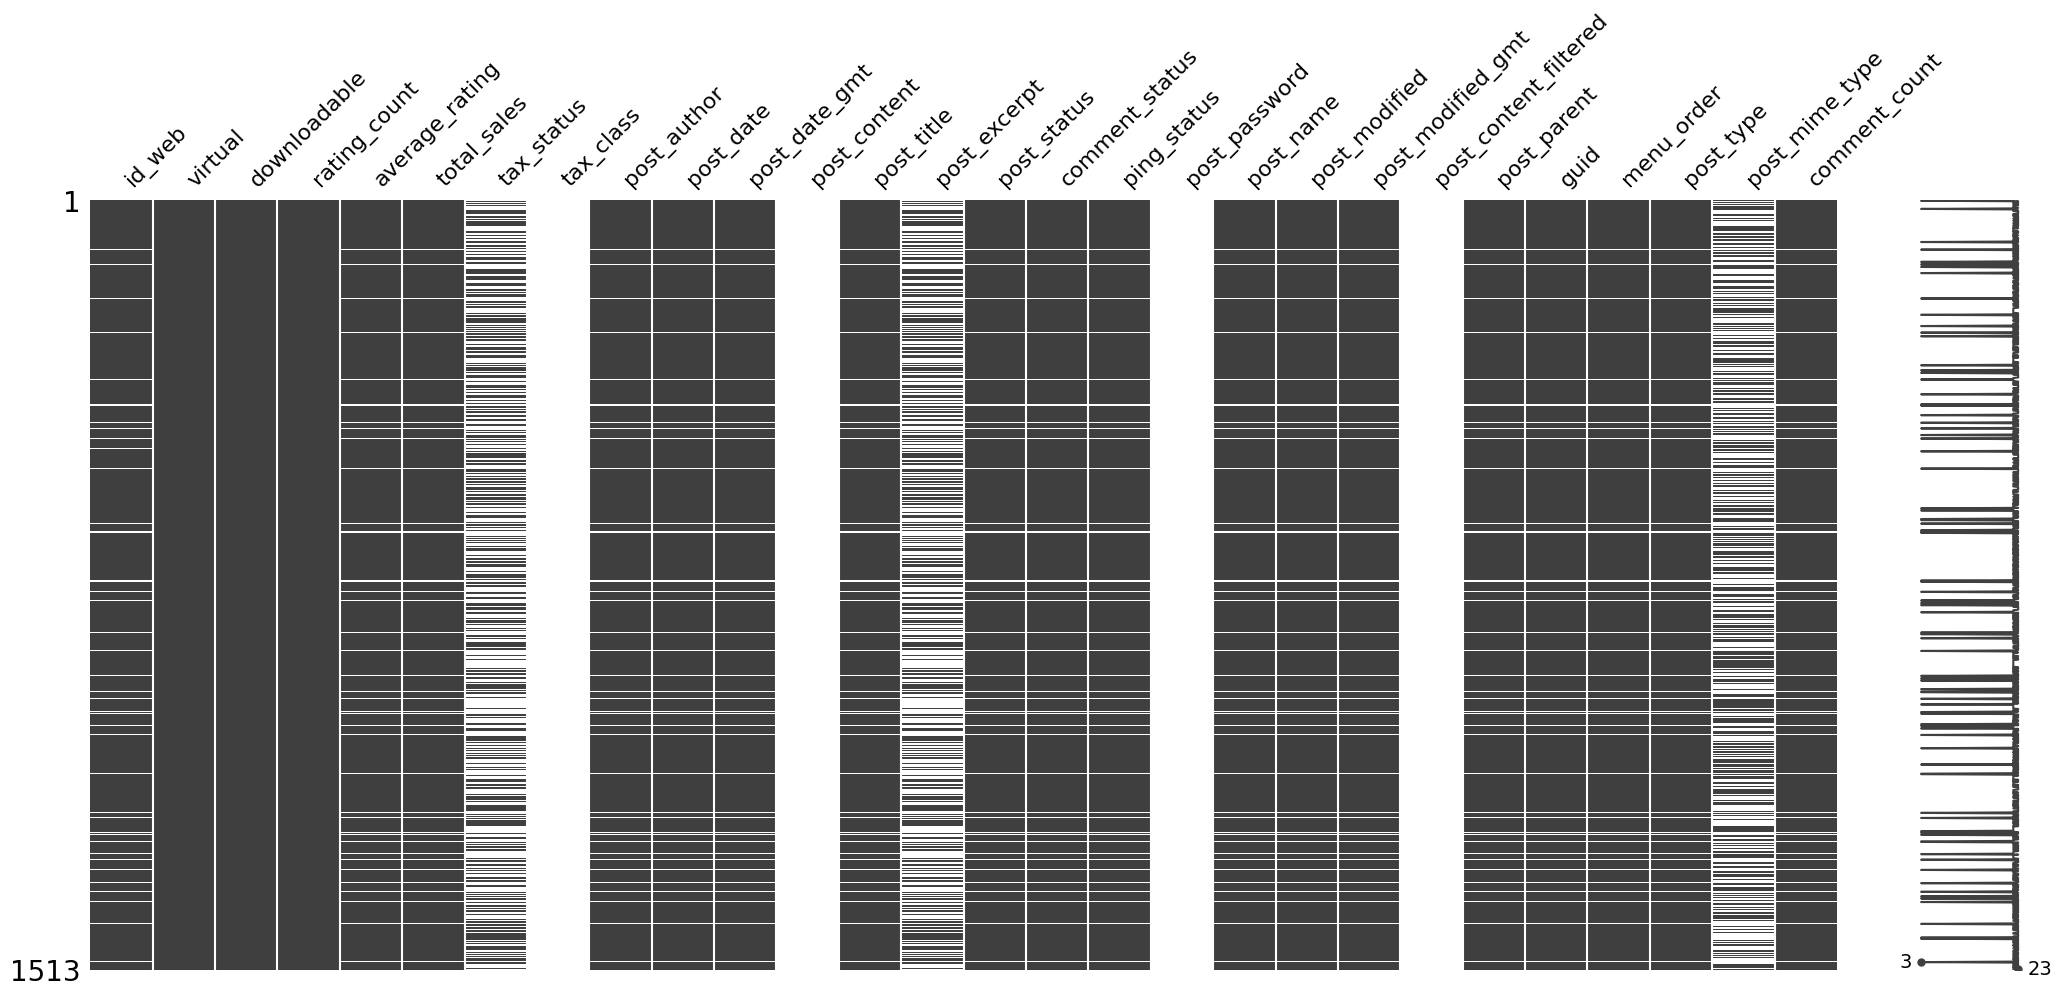 id_web
virtual
downloadable
rating_count
average_rating
total_sales
tax_status
tax_class
post_author
post_date
post_date_gmt
post_content
post_title
post_excerpt
post_status
comment_status
ping_status
post_password
post_name
post_modified
post_modified_gmt
post_content_filtered
post_parent
guid
menu_order
post_type
post_mime_type
comment_count
1
1513
3
23